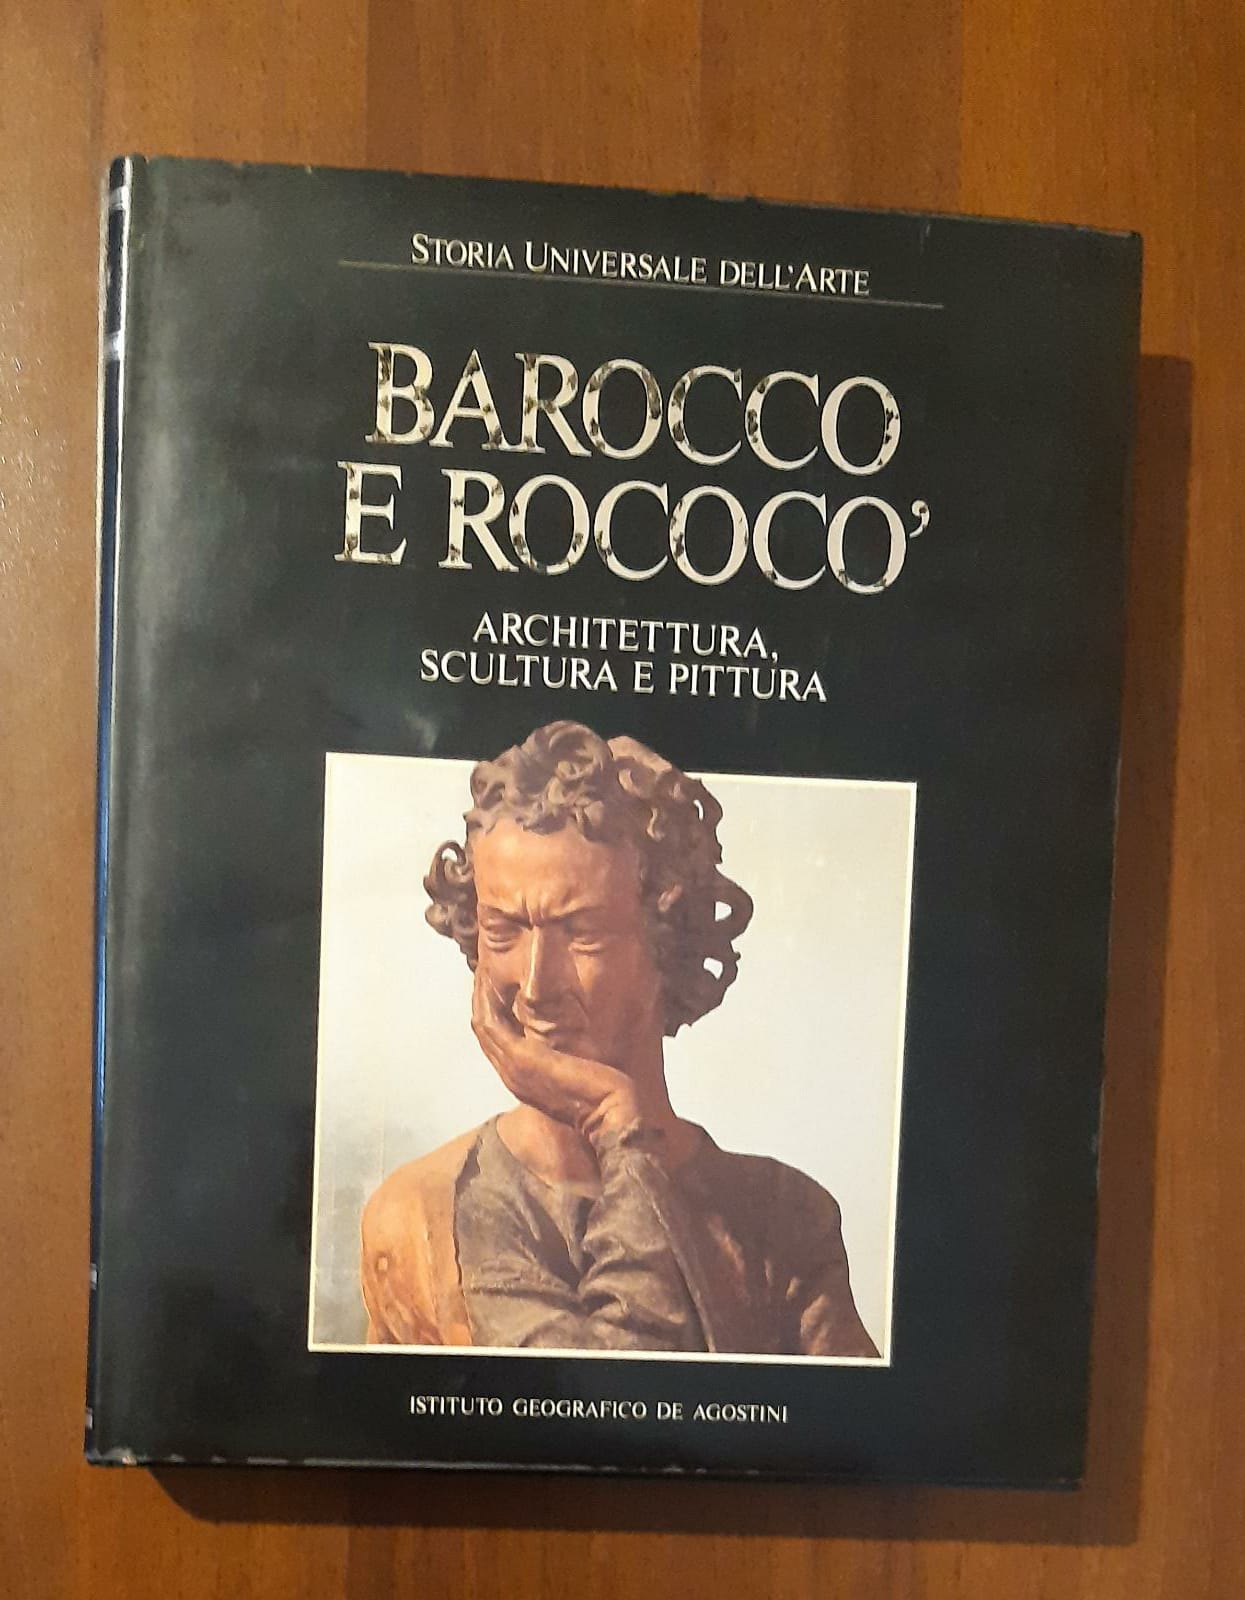 STORIA UNIVERSALE DELL'ARTE
BAROCCO
E ROCOCO'
ARCHITETTURA,
SCULTURA E PITTURA
ISTITUTO GEOGRAFICO DE AGOSTINI